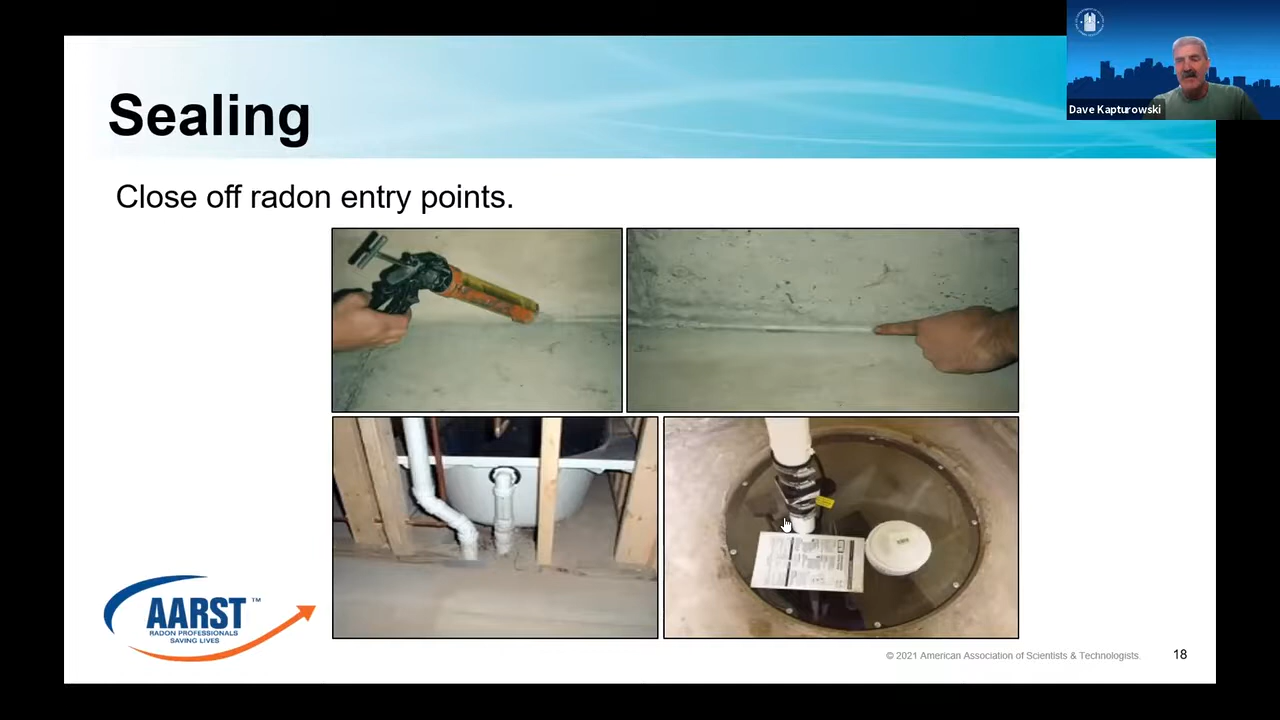 Sealing
Dave Kapturowski
Close off radon entry points.
AARST™
RADON PROFESSIONALS
SAVING LIVES
© 2021 American Association of Scientists & Technologists.
18